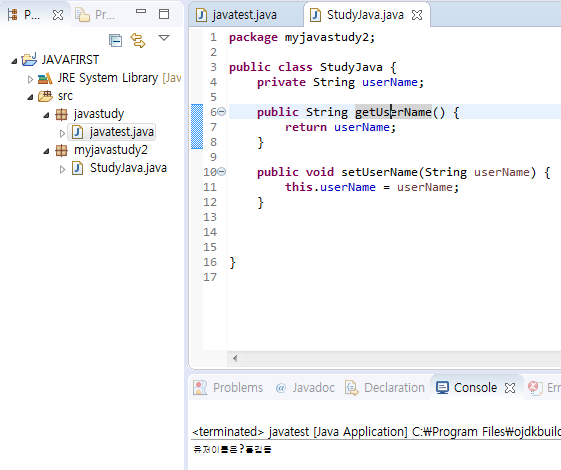 P...
Pr...
JAVAFIRST
JRE System Library [Jav
src
javastudy
javatest.java
myjavastudy2
StudyJava.java
javatest.java
StudyJava.java
1 package myjavastudy2;
2
3 public class StudyJava {
4 private String userName;
5
6 public String getUserName() {
7 return userName;
8 }
9
10 public void setUserName(String userName) {
11 this.userName = userName;
12 }
13
14
15
16 }
17
Problems
@ Javadoc
Declaration
Console
Err
<terminated> javatest [Java Application] C:₩Program Files₩ojdkbuild
유저이름은?홍길동